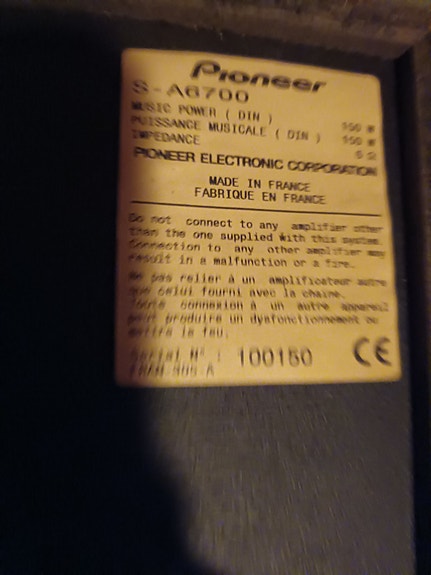 Pioneer
S-A6700
MUSIC POWER ( DIN ) 100 W
PUISSANCE MUSICALE ( DIN ) 100 W
IMPEDANCE 6 Ω
PIONEER ELECTRONIC CORPORATION
MADE IN FRANCE
FABRIQUE EN FRANCE
Do not connect to any amplifier other
than the one supplied with this system.
Connection to any other amplifier may
result in a malfunction or a fire.
Ne pas relier à un amplificateur autre
que celui fourni avec la chaine.
Toute connexion à un autre appareil
peut produire un dysfonctionnement ou
mettre le feu.
Serial N° : 100150 CE